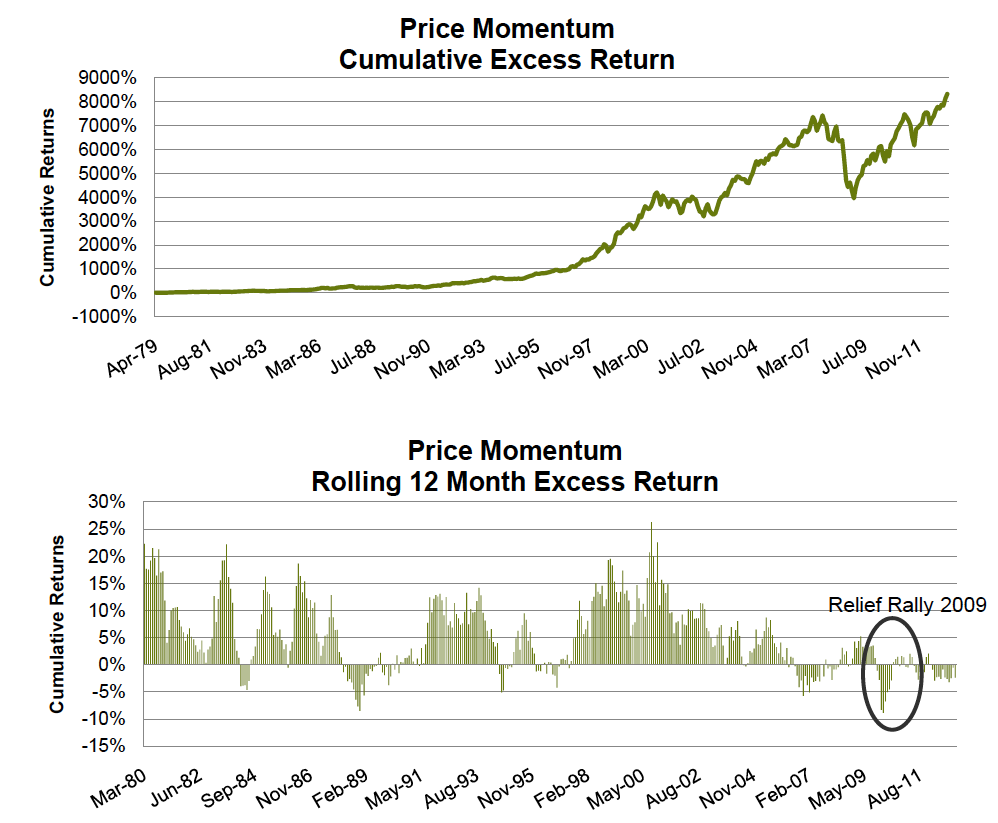 Price Momentum
Cumulative Excess Return
Cumulative Returns
9000%
8000%
7000%
6000%
5000%
4000%
3000%
2000%
1000%
0%
-1000%
Apr-79 Aug-81 Nov-83 Mar-86 Jul-88 Nov-90 Mar-93 Jul-95 Nov-97 Mar-00 Jul-02 Nov-04 Mar-07 Jul-09 Nov-11
Price Momentum
Rolling 12 Month Excess Return
Cumulative Returns
30%
25%
20%
15%
10%
5%
0%
-5%
-10%
-15%
Relief Rally 2009
Mar-80 Jun-82 Sep-84 Nov-86 Feb-89 May-91 Aug-93 Nov-95 Feb-98 May-00 Aug-02 Nov-04 Feb-07 May-09 Aug-11